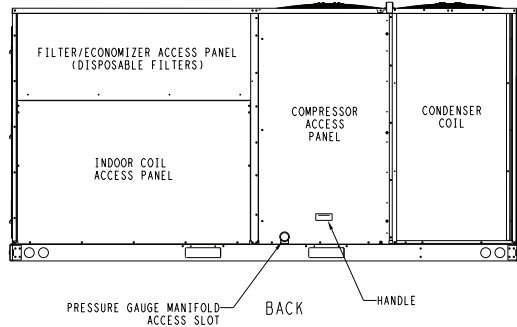 FILTER/ECONOMIZER ACCESS PANEL
(DISPOSABLE FILTERS)
COMPRESSOR
ACCESS
PANEL
CONDENSER
COIL
INDOOR COIL
ACCESS PANEL
PRESSURE GAUGE MANIFOLD
ACCESS SLOT
BACK
HANDLE